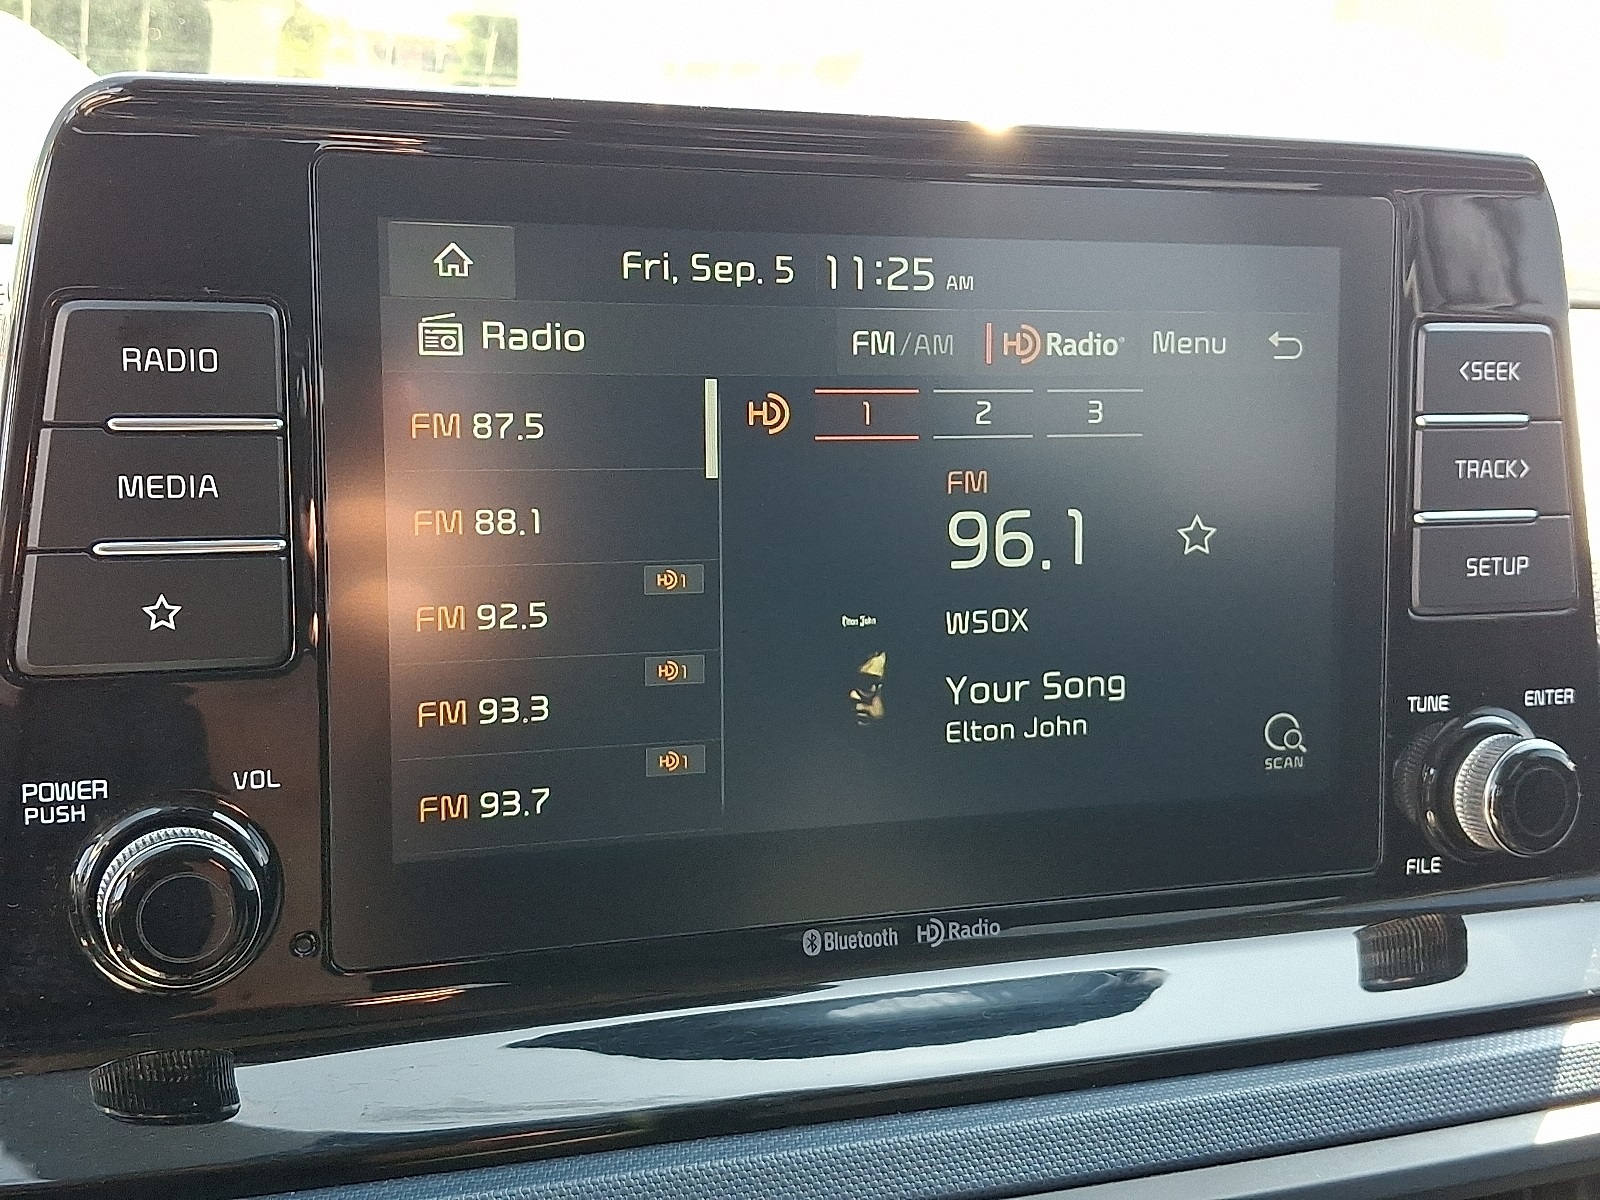 Fri, Sep. 5 11:25 AM
Radio FM/AM HD Radio® Menu
RADIO
MEDIA
POWER
PUSH
VOL
FM 87.5
FM 88.1
HD 1
FM 92.5
HD 1
FM 93.3
HD 1
FM 93.7
HD 1 2 3
FM
96.1
WSOX
Elton John
Your Song
Elton John
SCAN
<SEEK
TRACK>
SETUP
TUNE
ENTER
FILE
Bluetooth HD Radio